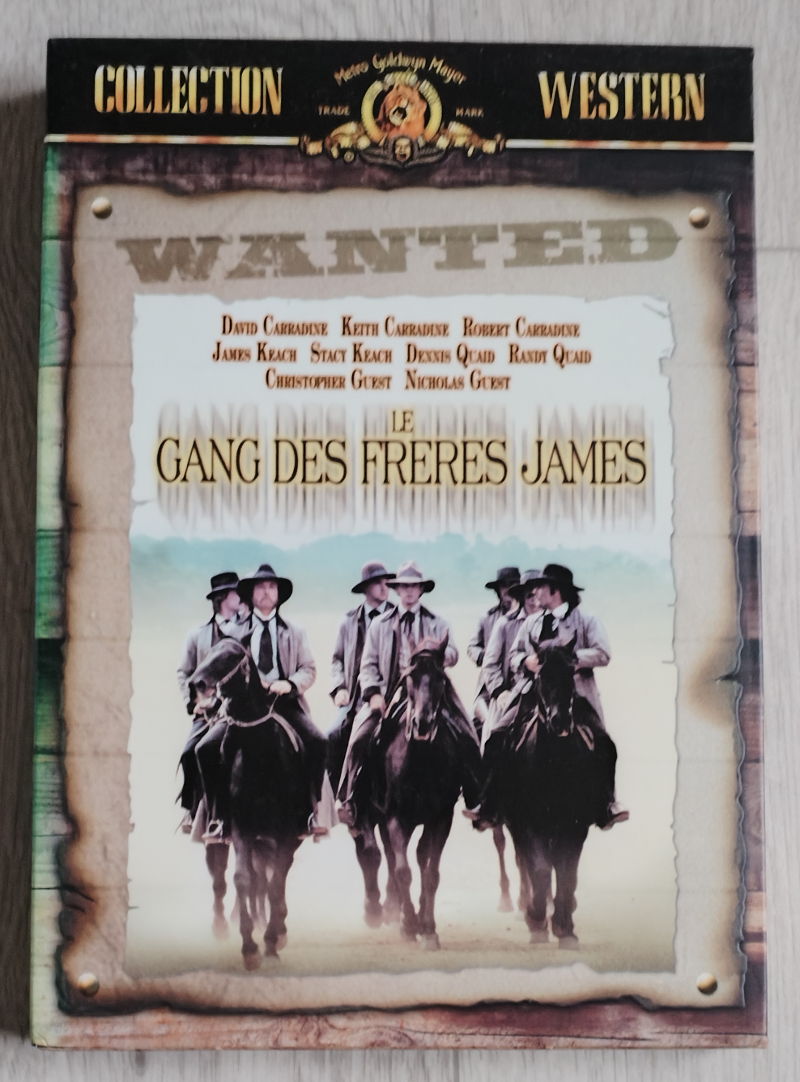 COLLECTION
Metro Goldwyn Mayer
TRADE MARK
WESTERN
WANTED
DAVID CARRADINE KEITH CARRADINE ROBERT CARRADINE
JAMES KEACH STACY KEACH DENNIS QUAID RANDY QUAID
CHRISTOPHER GUEST NICHOLAS GUEST
LE
GANG DES FRERES JAMES